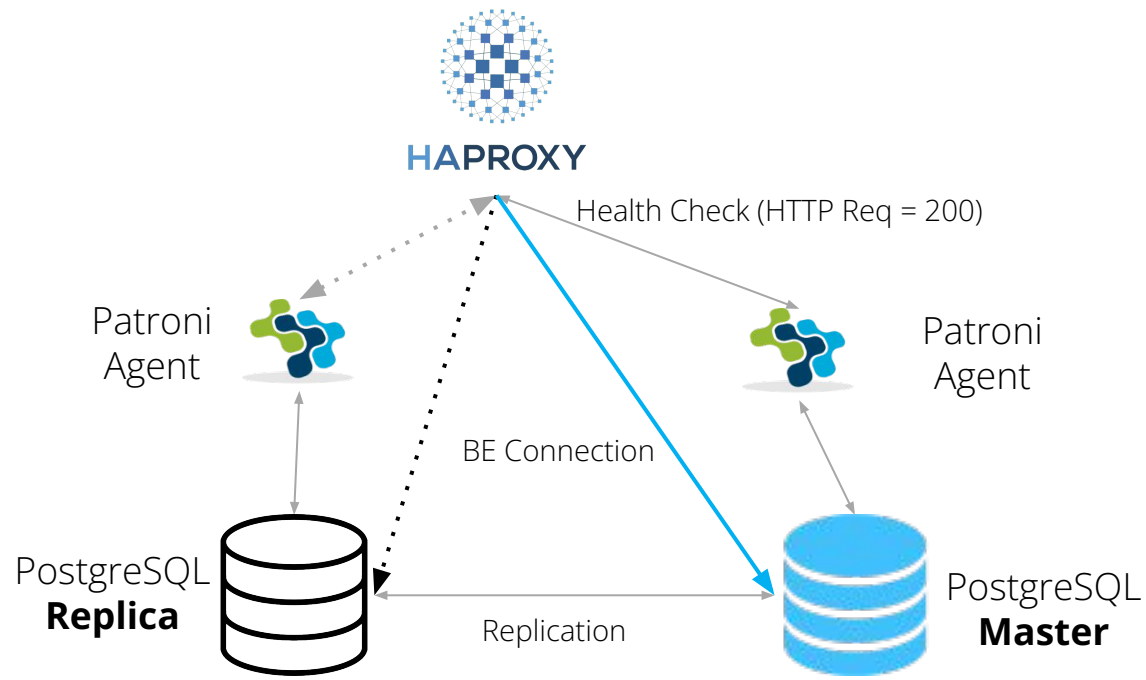 HAPROXY
Health Check (HTTP Req = 200)
Patroni
Agent
Patroni
Agent
BE Connection
PostgreSQL
Replica
PostgreSQL
Master
Replication